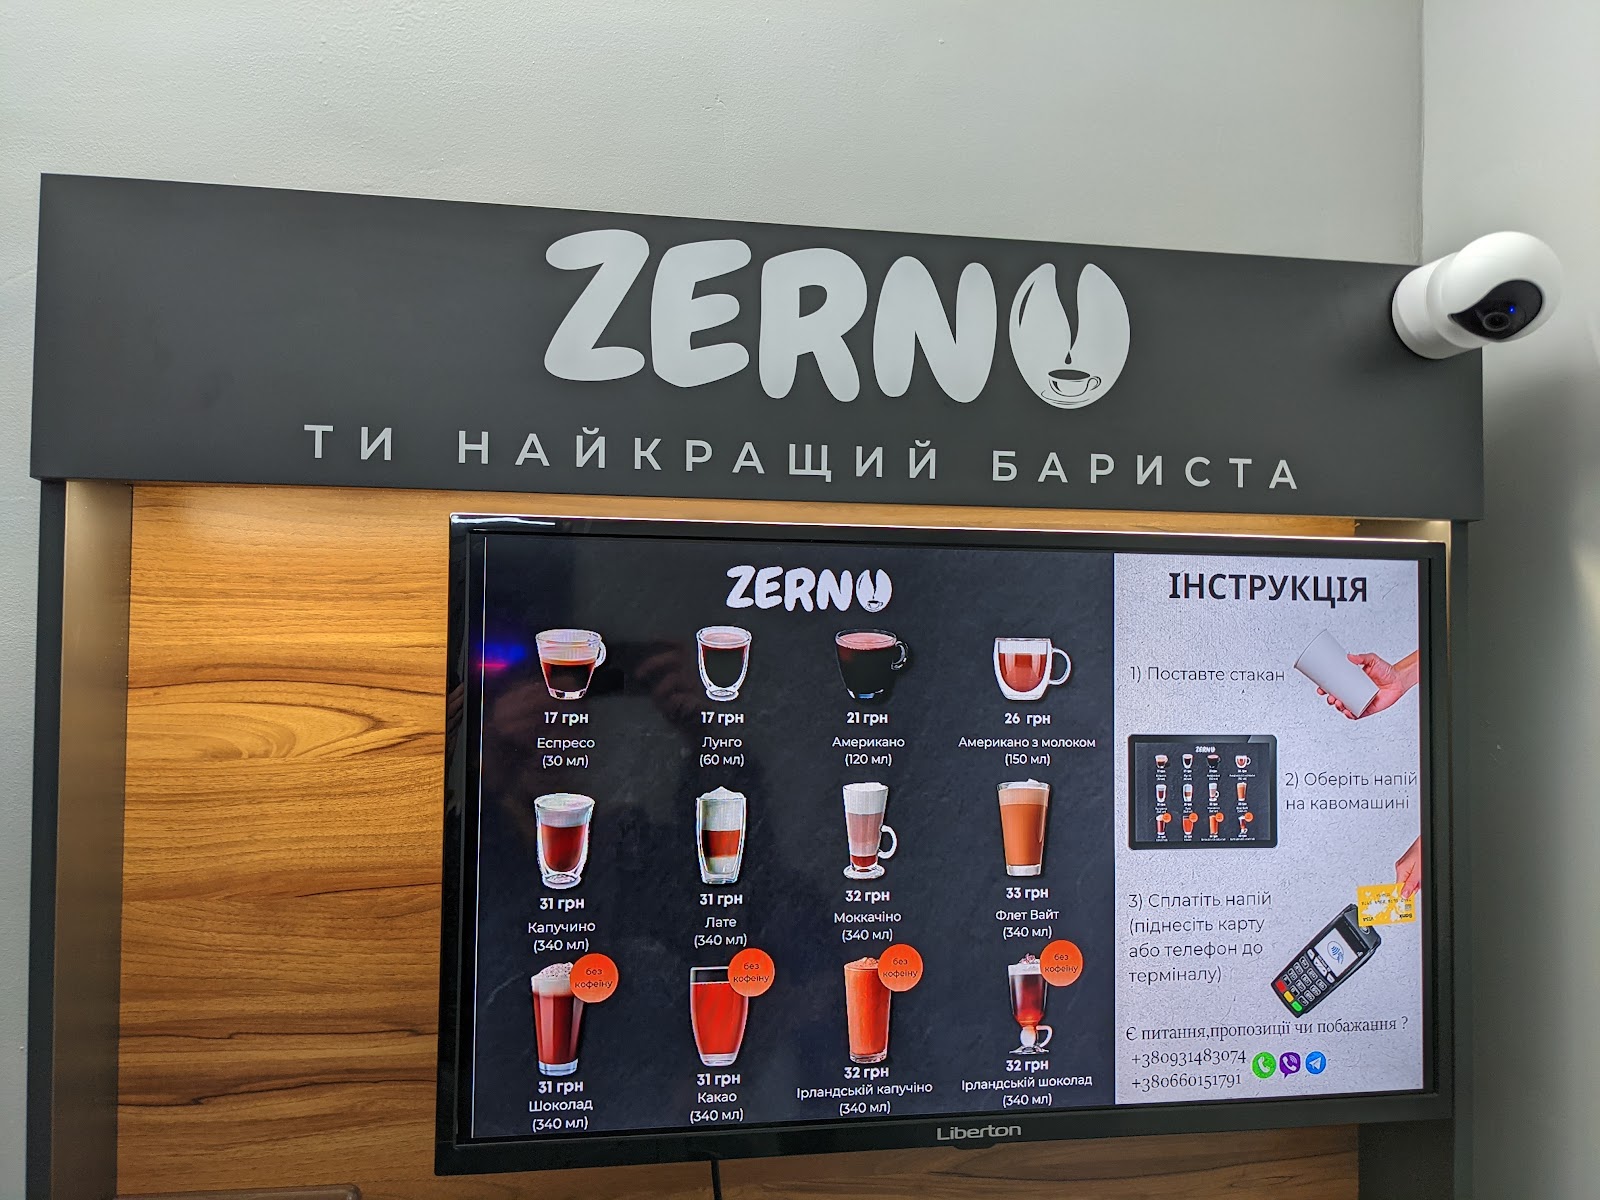 ZERNO
ТИ НАЙКРАЩИЙ БАРИСТА
ZERNO
17 грн
Еспресо
(30 мл)
17 грн
Лунго
(60 мл)
21 грн
Американо
(120 мл)
26 грн
Американо з молоком
(150 мл)
31 грн
Капучино
(340 мл)
31 грн
Лате
(340 мл)
32 грн
Моккачіно
(340 мл)
33 грн
Флет Вайт
(340 мл)
без
кофеїну
31 грн
Шоколад
(340 мл)
без
кофеїну
31 грн
Какао
(340 мл)
без
кофеїну
32 грн
Ірландській капучіно
(340 мл)
без
кофеїну
32 грн
Ірландській шоколад
(340 мл)
ІНСТРУКЦІЯ
1) Поставте стакан
ZERNO
2) Оберіть напій
на кавомашині
3) Сплатіть напій
(піднесіть карту
або телефон до
терміналу)
VISA
Bank
Є питання,пропозиції чи побажання ?
+380931483074
+380660151791
Liberton